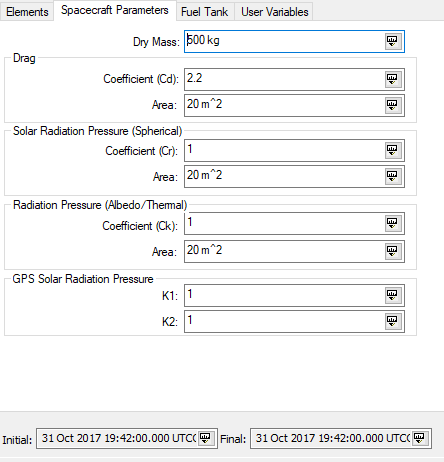 Elements Spacecraft Parameters Fuel Tank User Variables
Dry Mass: 500 kg
Drag
Coefficient (Cd): 2.2
Area: 20 m^2
Solar Radiation Pressure (Spherical)
Coefficient (Cr): 1
Area: 20 m^2
Radiation Pressure (Albedo/Thermal)
Coefficient (Ck): 1
Area: 20 m^2
GPS Solar Radiation Pressure
K1: 1
K2: 1
Initial: 31 Oct 2017 19:42:00.000 UTCG Final: 31 Oct 2017 19:42:00.000 UTCG